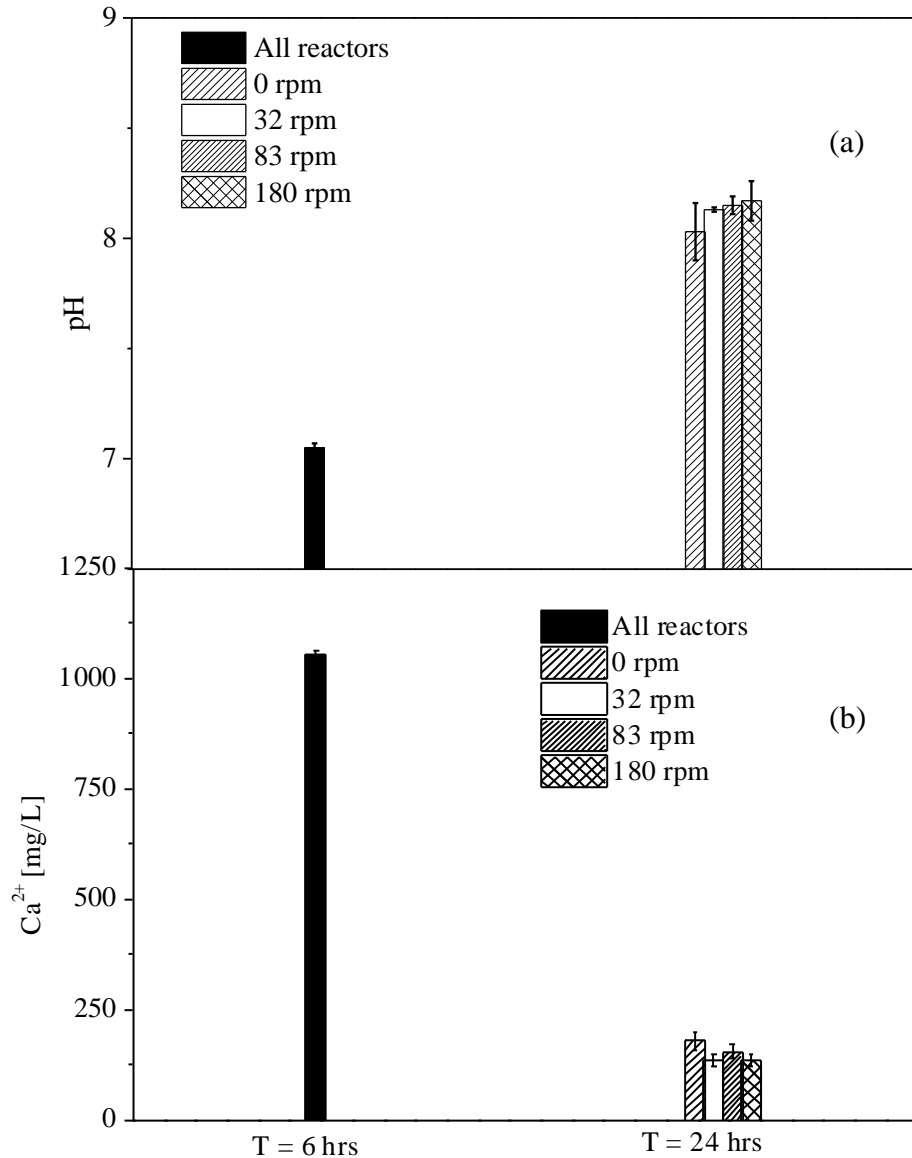 9
All reactors
0 rpm
32 rpm
83 rpm
180 rpm
(a)
8
pH
7
1250
All reactors
0 rpm
32 rpm
83 rpm
180 rpm
(b)
1000
750
Ca²⁺ [mg/L]
500
250
0
T = 6 hrs
T = 24 hrs